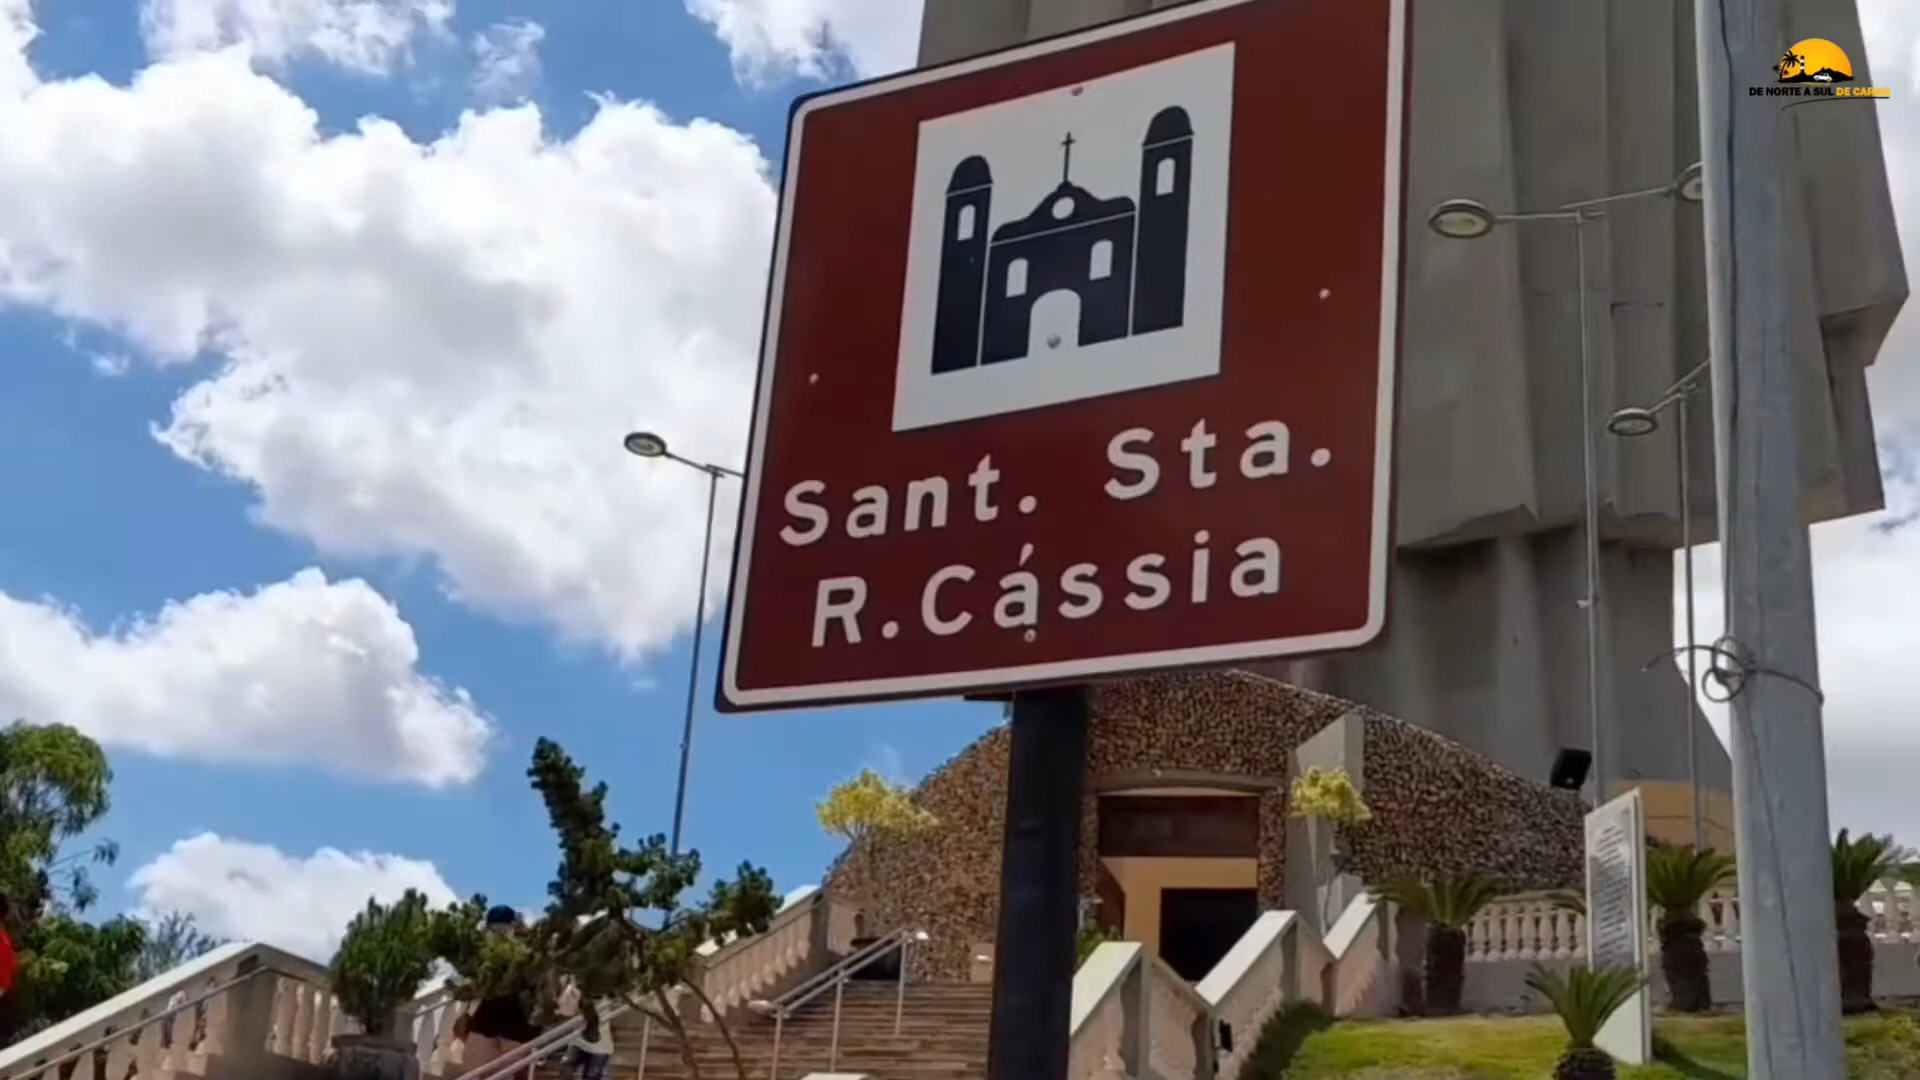 DE NORTE A SUL DE CARRO
Sant. Sta.
R.Cássia